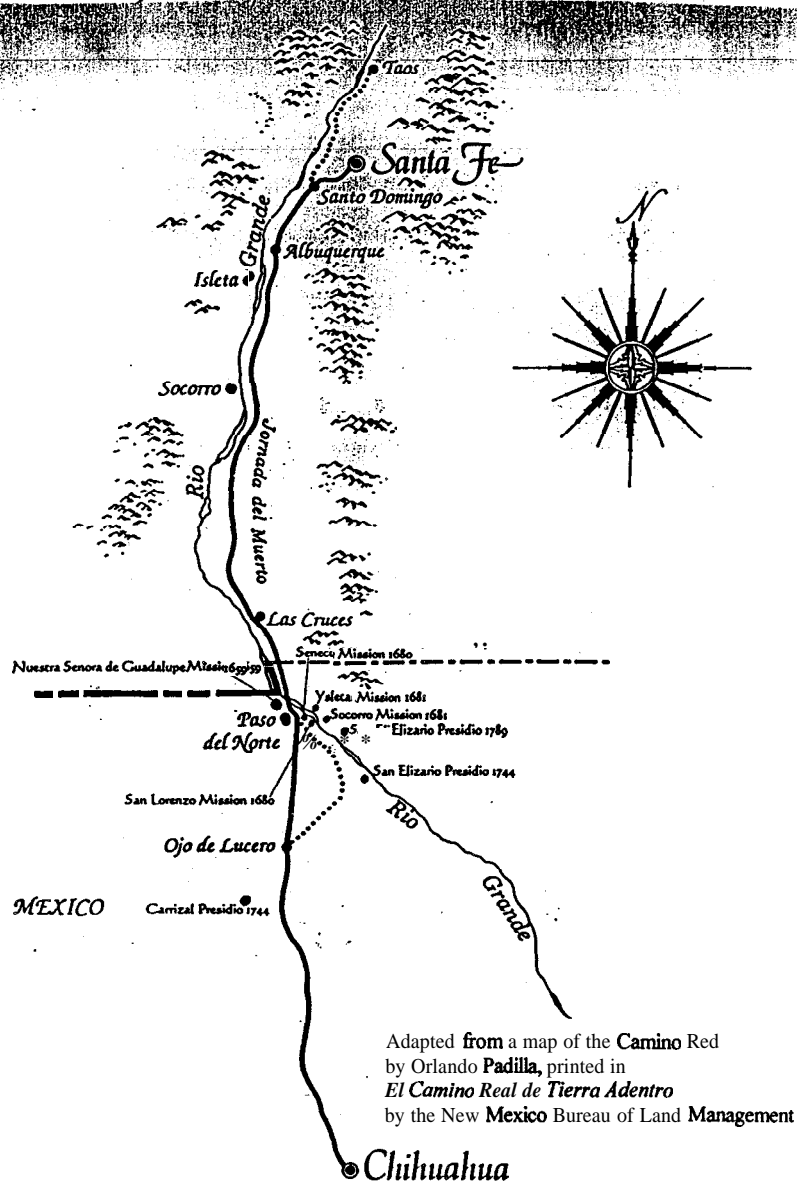 Taos
Santa Fe
Santo Domingo
Grande
Albuquerque
Isleta
N
Socorro
Rio
Jornada del Muerto
Las Cruces
Senecu Mission 1680
Nuestra Senora de Guadalupe
Ysleta Mission 1681
Socorro Mission 1681
Elizario Presidio 1789
Paso
del Norte
San Elizario Presidio 1744
San Lorenzo Mission 1680
Rio
Ojo de Lucero
Grande
MEXICO
Carrizal Presidio 1744
Adapted from a map of the Camino Red
by Orlando Padilla, printed in
El Camino Real de Tierra Adentro
by the New Mexico Bureau of Land Management
Chihuahua